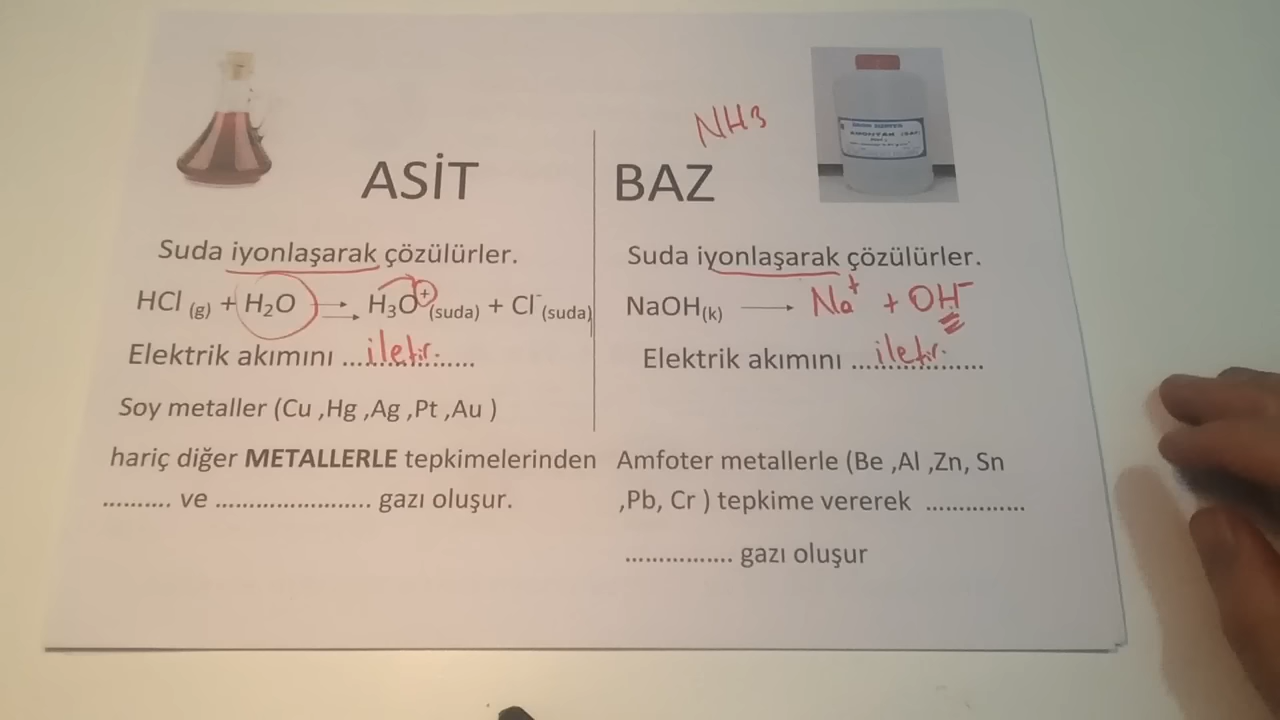 NH3
AMONYAK
ASİT
Suda iyonlaşarak çözülürler.
HCl (g) + H2O → H3O+ (suda) + Cl- (suda)
Elektrik akımını ...iletir.......
Soy metaller (Cu ,Hg ,Ag ,Pt ,Au )
hariç diğer METALLERLE tepkimelerinden
.......... ve ....................... gazı oluşur.
BAZ
Suda iyonlaşarak çözülürler.
NaOH(k) → Na+ + OH-
Elektrik akımını ...iletir.......
Amfoter metallerle (Be ,Al ,Zn, Sn
,Pb, Cr ) tepkime vererek ...............
................ gazı oluşur